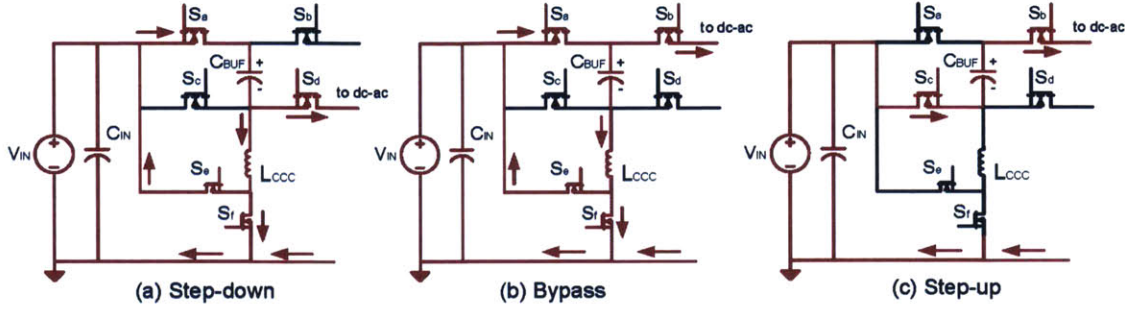 Sa
Sb
CBUF
+
-
Sc
Sd
to dc-ac
VIN
+
-
CIN
Se
LCCC
Sf
(a) Step-down
Sa
Sb
to dc-ac
CBUF
+
-
Sc
Sd
VIN
+
-
CIN
Se
LCCC
Sf
(b) Bypass
Sa
Sb
to dc-ac
CBUF
+
-
Sc
Sd
VIN
+
-
CIN
Se
LCCC
Sf
(c) Step-up